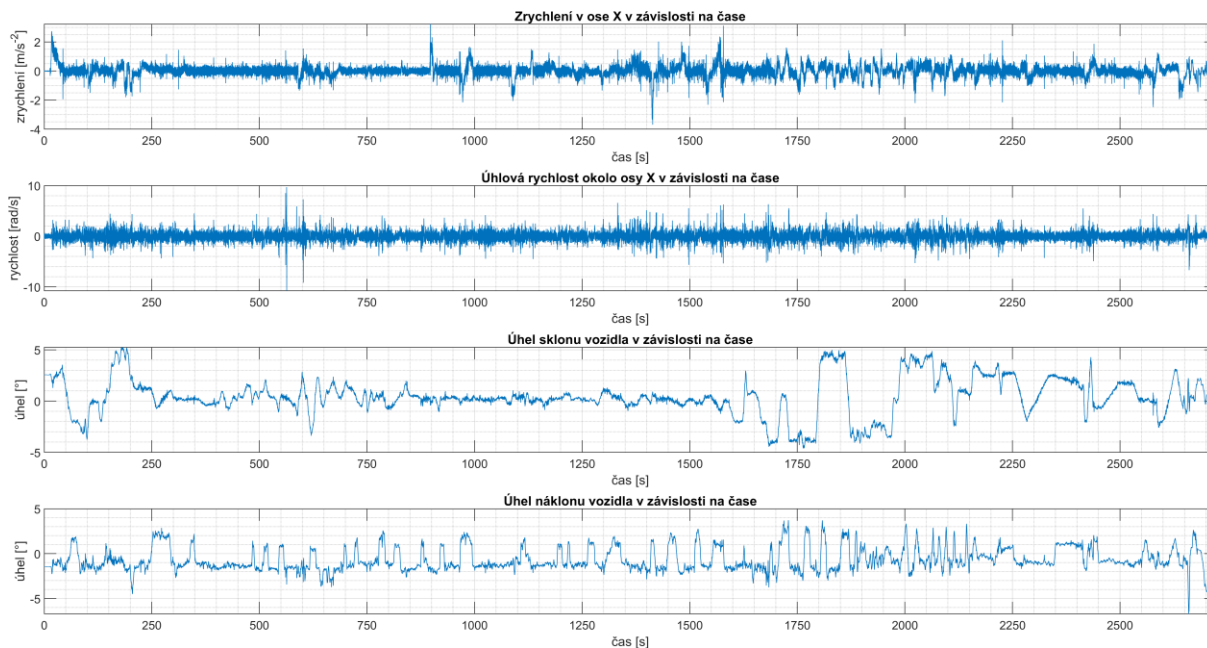 Zrychlení v ose X v závislosti na čase
zrychlení [m/s⁻²]
2
0
-2
-4
0 250 500 750 1000 1250 1500 1750 2000 2250 2500
čas [s]
Úhlová rychlost okolo osy X v závislosti na čase
rychlost [rad/s]
10
0
-10
0 250 500 750 1000 1250 1500 1750 2000 2250 2500
čas [s]
Úhel sklonu vozidla v závislosti na čase
úhel [°]
5
0
-5
0 250 500 750 1000 1250 1500 1750 2000 2250 2500
čas [s]
Úhel náklonu vozidla v závislosti na čase
úhel [°]
5
0
-5
0 250 500 750 1000 1250 1500 1750 2000 2250 2500
čas [s]